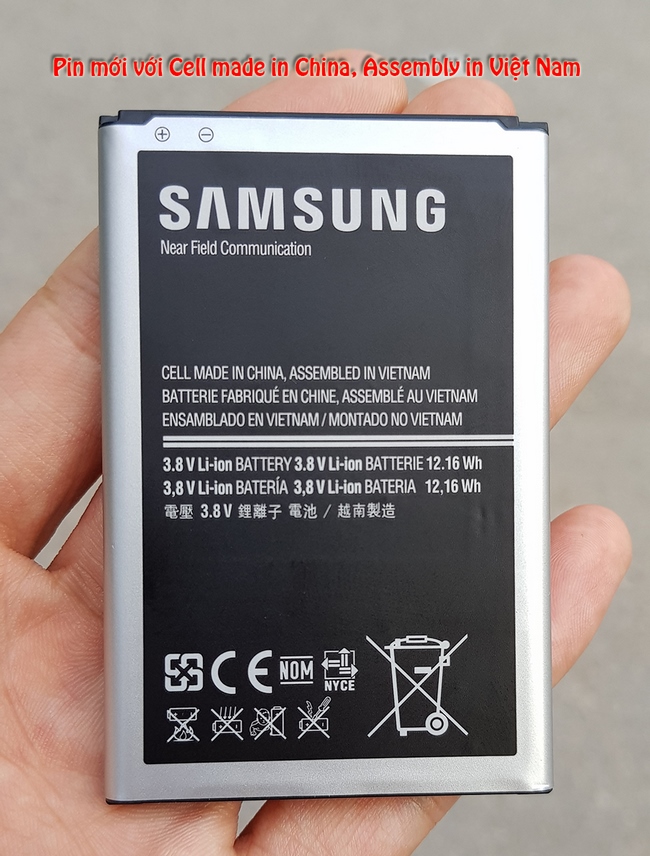 Pin mới với Cell made in China, Assembly in Việt Nam
SAMSUNG
Near Field Communication
CELL MADE IN CHINA, ASSEMBLED IN VIETNAM
BATTERIE FABRIQUÉ EN CHINE, ASSEMBLÉ AU VIETNAM
ENSAMBLADO EN VIETNAM / MONTADO NO VIETNAM
3.8 V Li-ion BATTERY 3.8 V Li-ion BATTERIE 12.16 Wh
3,8 V Li-ion BATERÍA 3,8 V Li-ion BATERIA 12,16 Wh
電壓 3.8 V 鋰離子 電池 / 越南製造
CE NOM NYCE